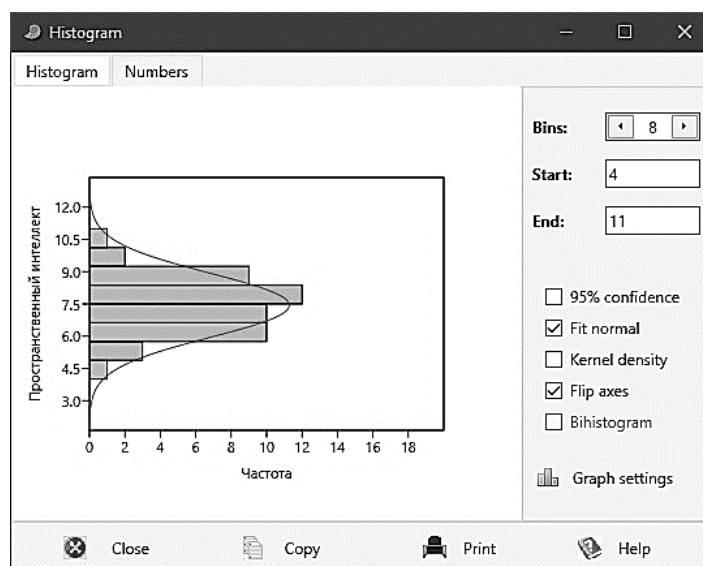 Histogram
Histogram Numbers
Bins: 8
Start: 4
End: 11
95% confidence
Fit normal
Kernel density
Flip axes
Bihistogram
Graph settings
Пространственный интеллект
12.0
10.5
9.0
7.5
6.0
4.5
3.0
0 2 4 6 8 10 12 14 16 18
Частота
Close Copy Print Help